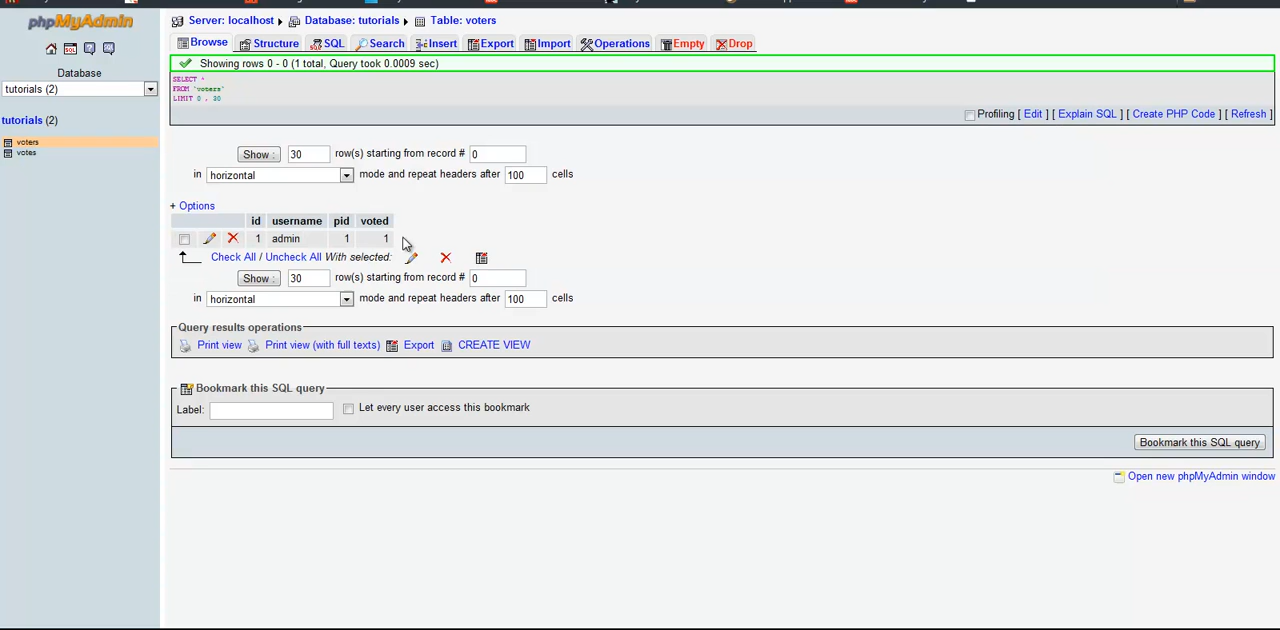 phpMyAdmin
Database
tutorials (2)
tutorials (2)
voters
votes
Server: localhost Database: tutorials Table: voters
Browse Structure SQL Search Insert Export Import Operations Empty Drop
Showing rows 0 - 0 (1 total, Query took 0.0009 sec)
SELECT *
FROM `voters`
LIMIT 0 , 30
Profiling [ Edit ] [ Explain SQL ] [ Create PHP Code ] [ Refresh ]
Show : 30 row(s) starting from record # 0
in horizontal mode and repeat headers after 100 cells
+ Options
id username pid voted
1 admin 1 1
Check All / Uncheck All With selected:
Show : 30 row(s) starting from record # 0
in horizontal mode and repeat headers after 100 cells
Query results operations
Print view Print view (with full texts) Export CREATE VIEW
Bookmark this SQL query
Label: Let every user access this bookmark
Bookmark this SQL query
Open new phpMyAdmin window